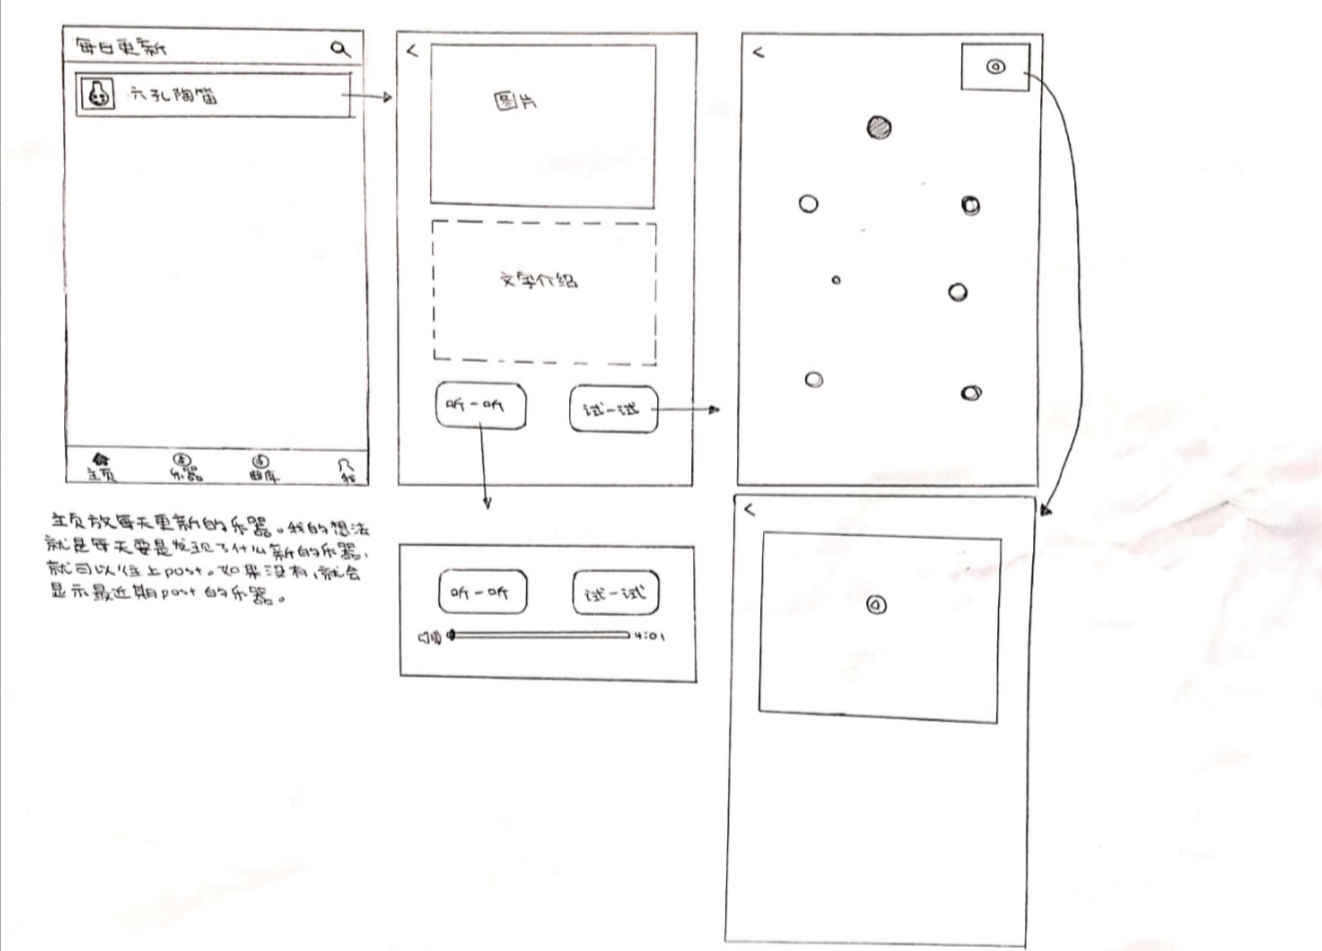 每日更新
六孔陶笛
主页
乐器
曲库
我
主页放每天更新的乐器。我的想法
就是每天要是发现了什么新的乐器，
就可以往上post。如果没有，就会
显示最近期post的乐器。
<
图片
文字介绍
听一听
试一试
听一听
试一试
4:01
<
<